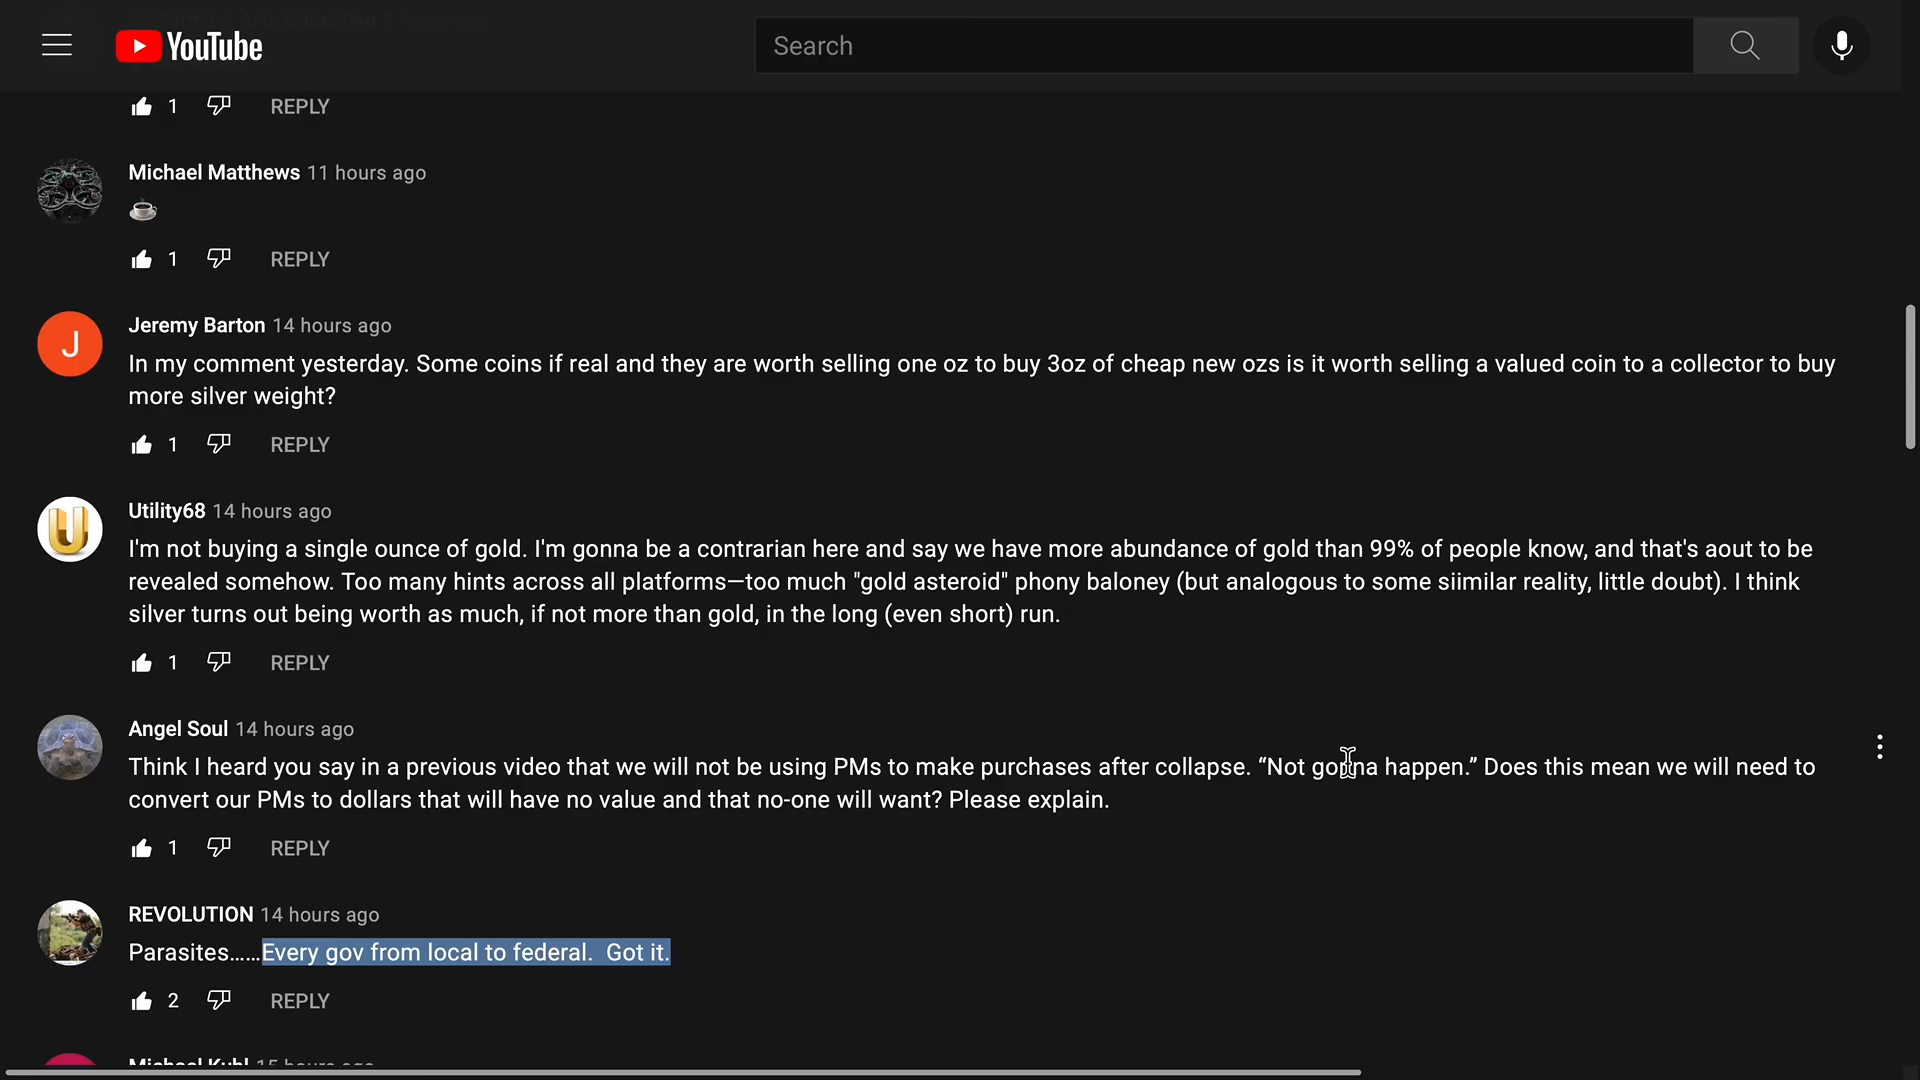 YouTube
Search
1 REPLY
Michael Matthews 11 hours ago
☕
1 REPLY
J
Jeremy Barton 14 hours ago
In my comment yesterday. Some coins if real and they are worth selling one oz to buy 3oz of cheap new ozs is it worth selling a valued coin to a collector to buy
more silver weight?
1 REPLY
U
Utility68 14 hours ago
I'm not buying a single ounce of gold. I'm gonna be a contrarian here and say we have more abundance of gold than 99% of people know, and that's aout to be
revealed somehow. Too many hints across all platforms—too much "gold asteroid" phony baloney (but analogous to some siimilar reality, little doubt). I think
silver turns out being worth as much, if not more than gold, in the long (even short) run.
1 REPLY
Angel Soul 14 hours ago
Think I heard you say in a previous video that we will not be using PMs to make purchases after collapse. “Not gonna happen.” Does this mean we will need to
convert our PMs to dollars that will have no value and that no-one will want? Please explain.
1 REPLY
REVOLUTION 14 hours ago
Parasites......Every gov from local to federal.  Got it.
2 REPLY
Michael Kuhl 15 hours ago